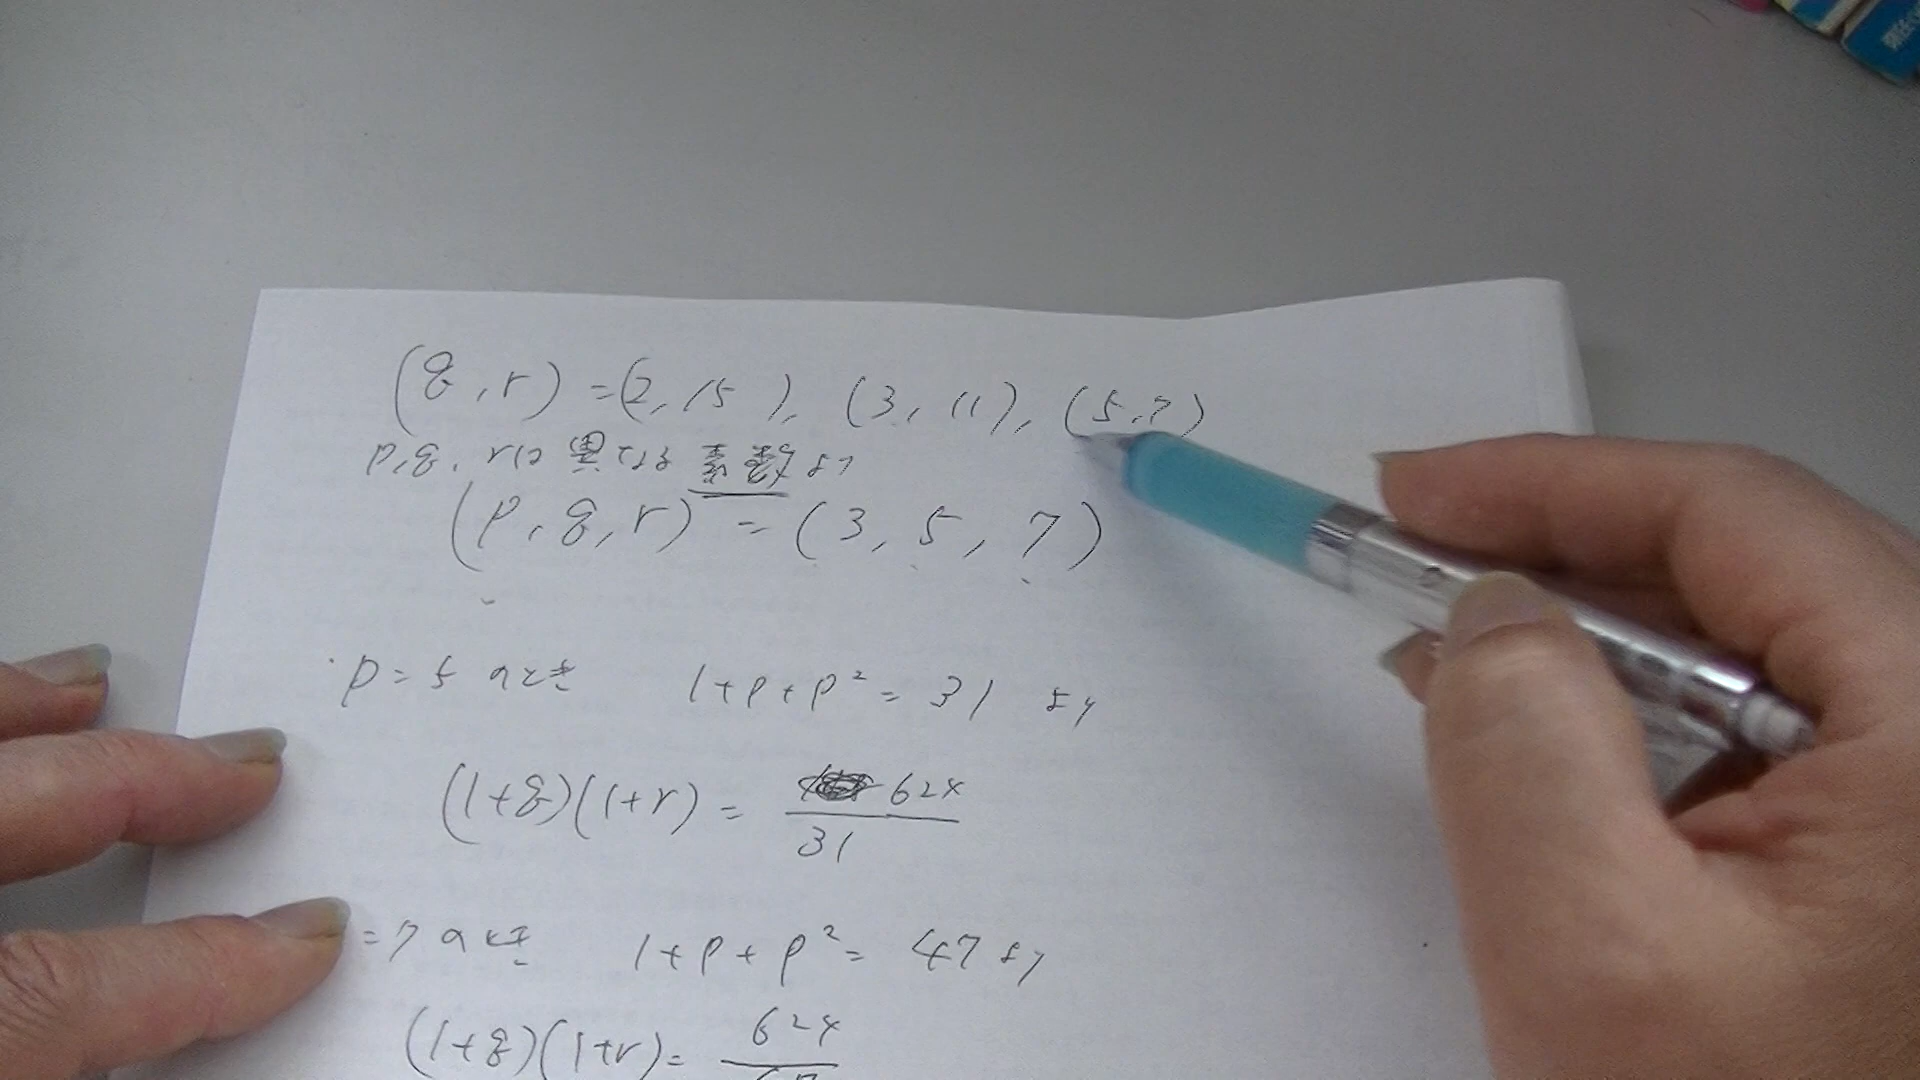 (q, r) = (2, 15), (3, 11), (5, 7)
p, q, rは異なる素数より
(p, q, r) = (3, 5, 7)
・p = 5 のとき 1+p+p² = 31 より
(1+q)(1+r) = 624/31
= 7 のとき 1+p+p² = 47 より
(1+q)(1+r) = 624